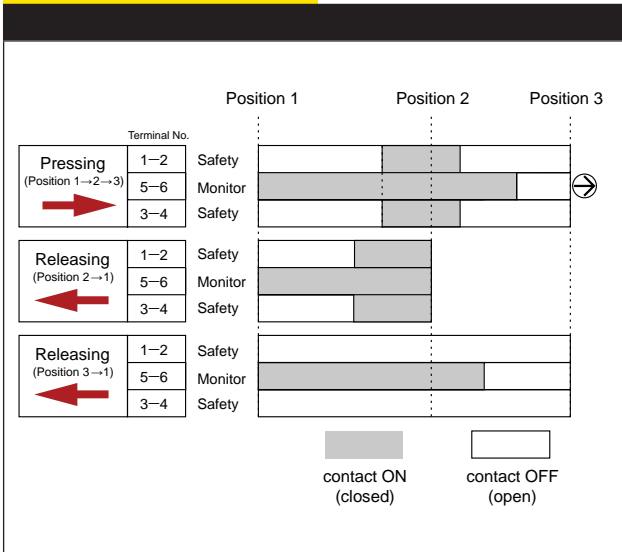 Position 1 Position 2 Position 3
Terminal No.
Pressing
(Position 1→2→3)
1—2 Safety
5—6 Monitor
3—4 Safety
Releasing
(Position 2→1)
1—2 Safety
5—6 Monitor
3—4 Safety
Releasing
(Position 3→1)
1—2 Safety
5—6 Monitor
3—4 Safety
contact ON
(closed)
contact OFF
(open)